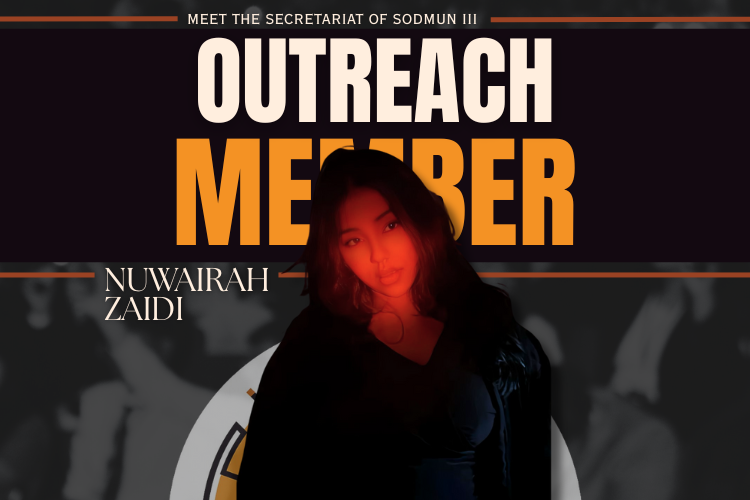 MEET THE SECRETARIAT OF SODMUN III
OUTREACH
MEMBER
NUWAIRAH
ZAIDI